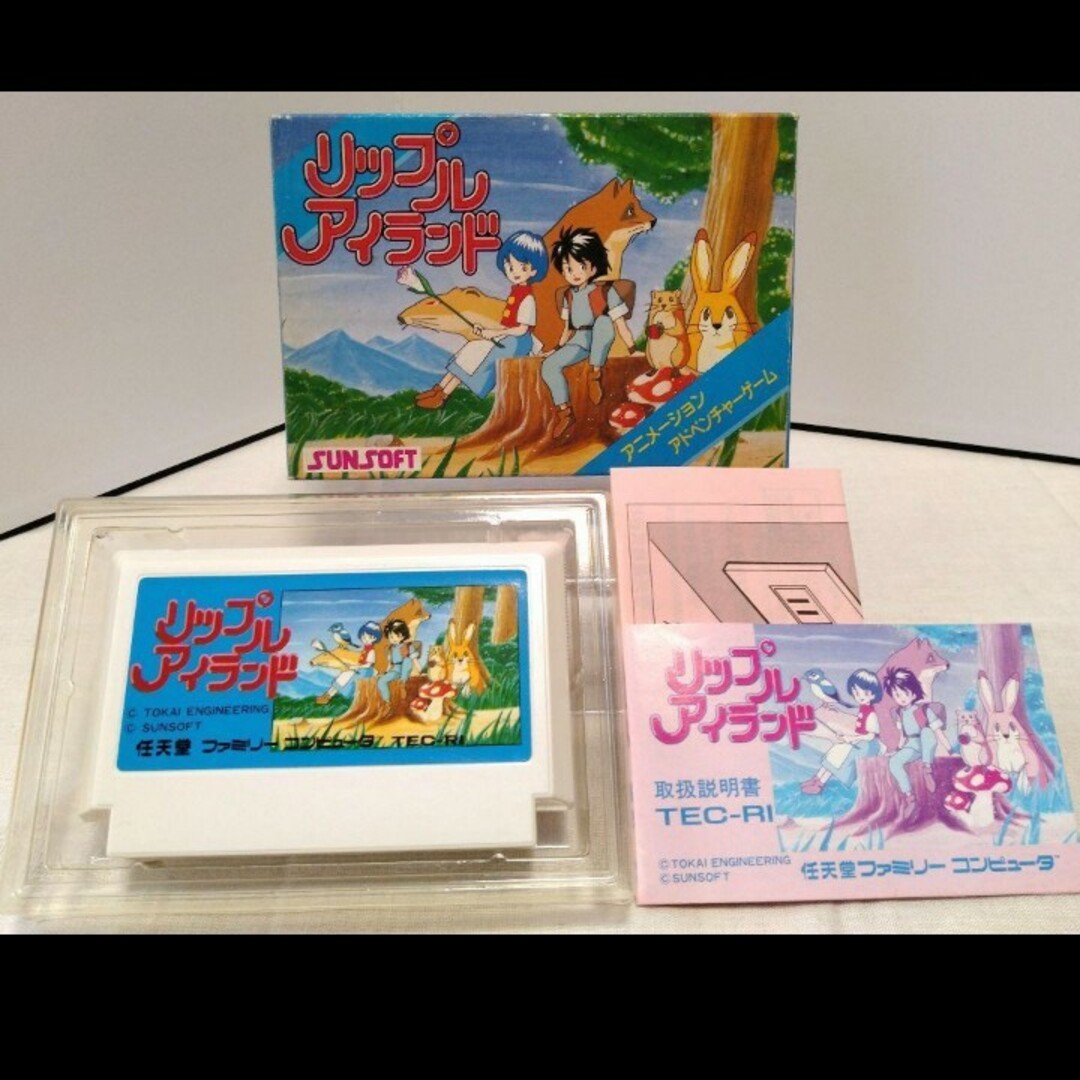 リップル
アイランド
アニメーション
アドベンチャーゲーム
SUNSOFT
リップル
アイランド
© TOKAI ENGINEERING
© SUNSOFT
任天堂 ファミリー コンピュータ TEC-RI
リップル
アイランド
取扱説明書
TEC-RI
© TOKAI ENGINEERING
© SUNSOFT
任天堂 ファミリー コンピュータ™